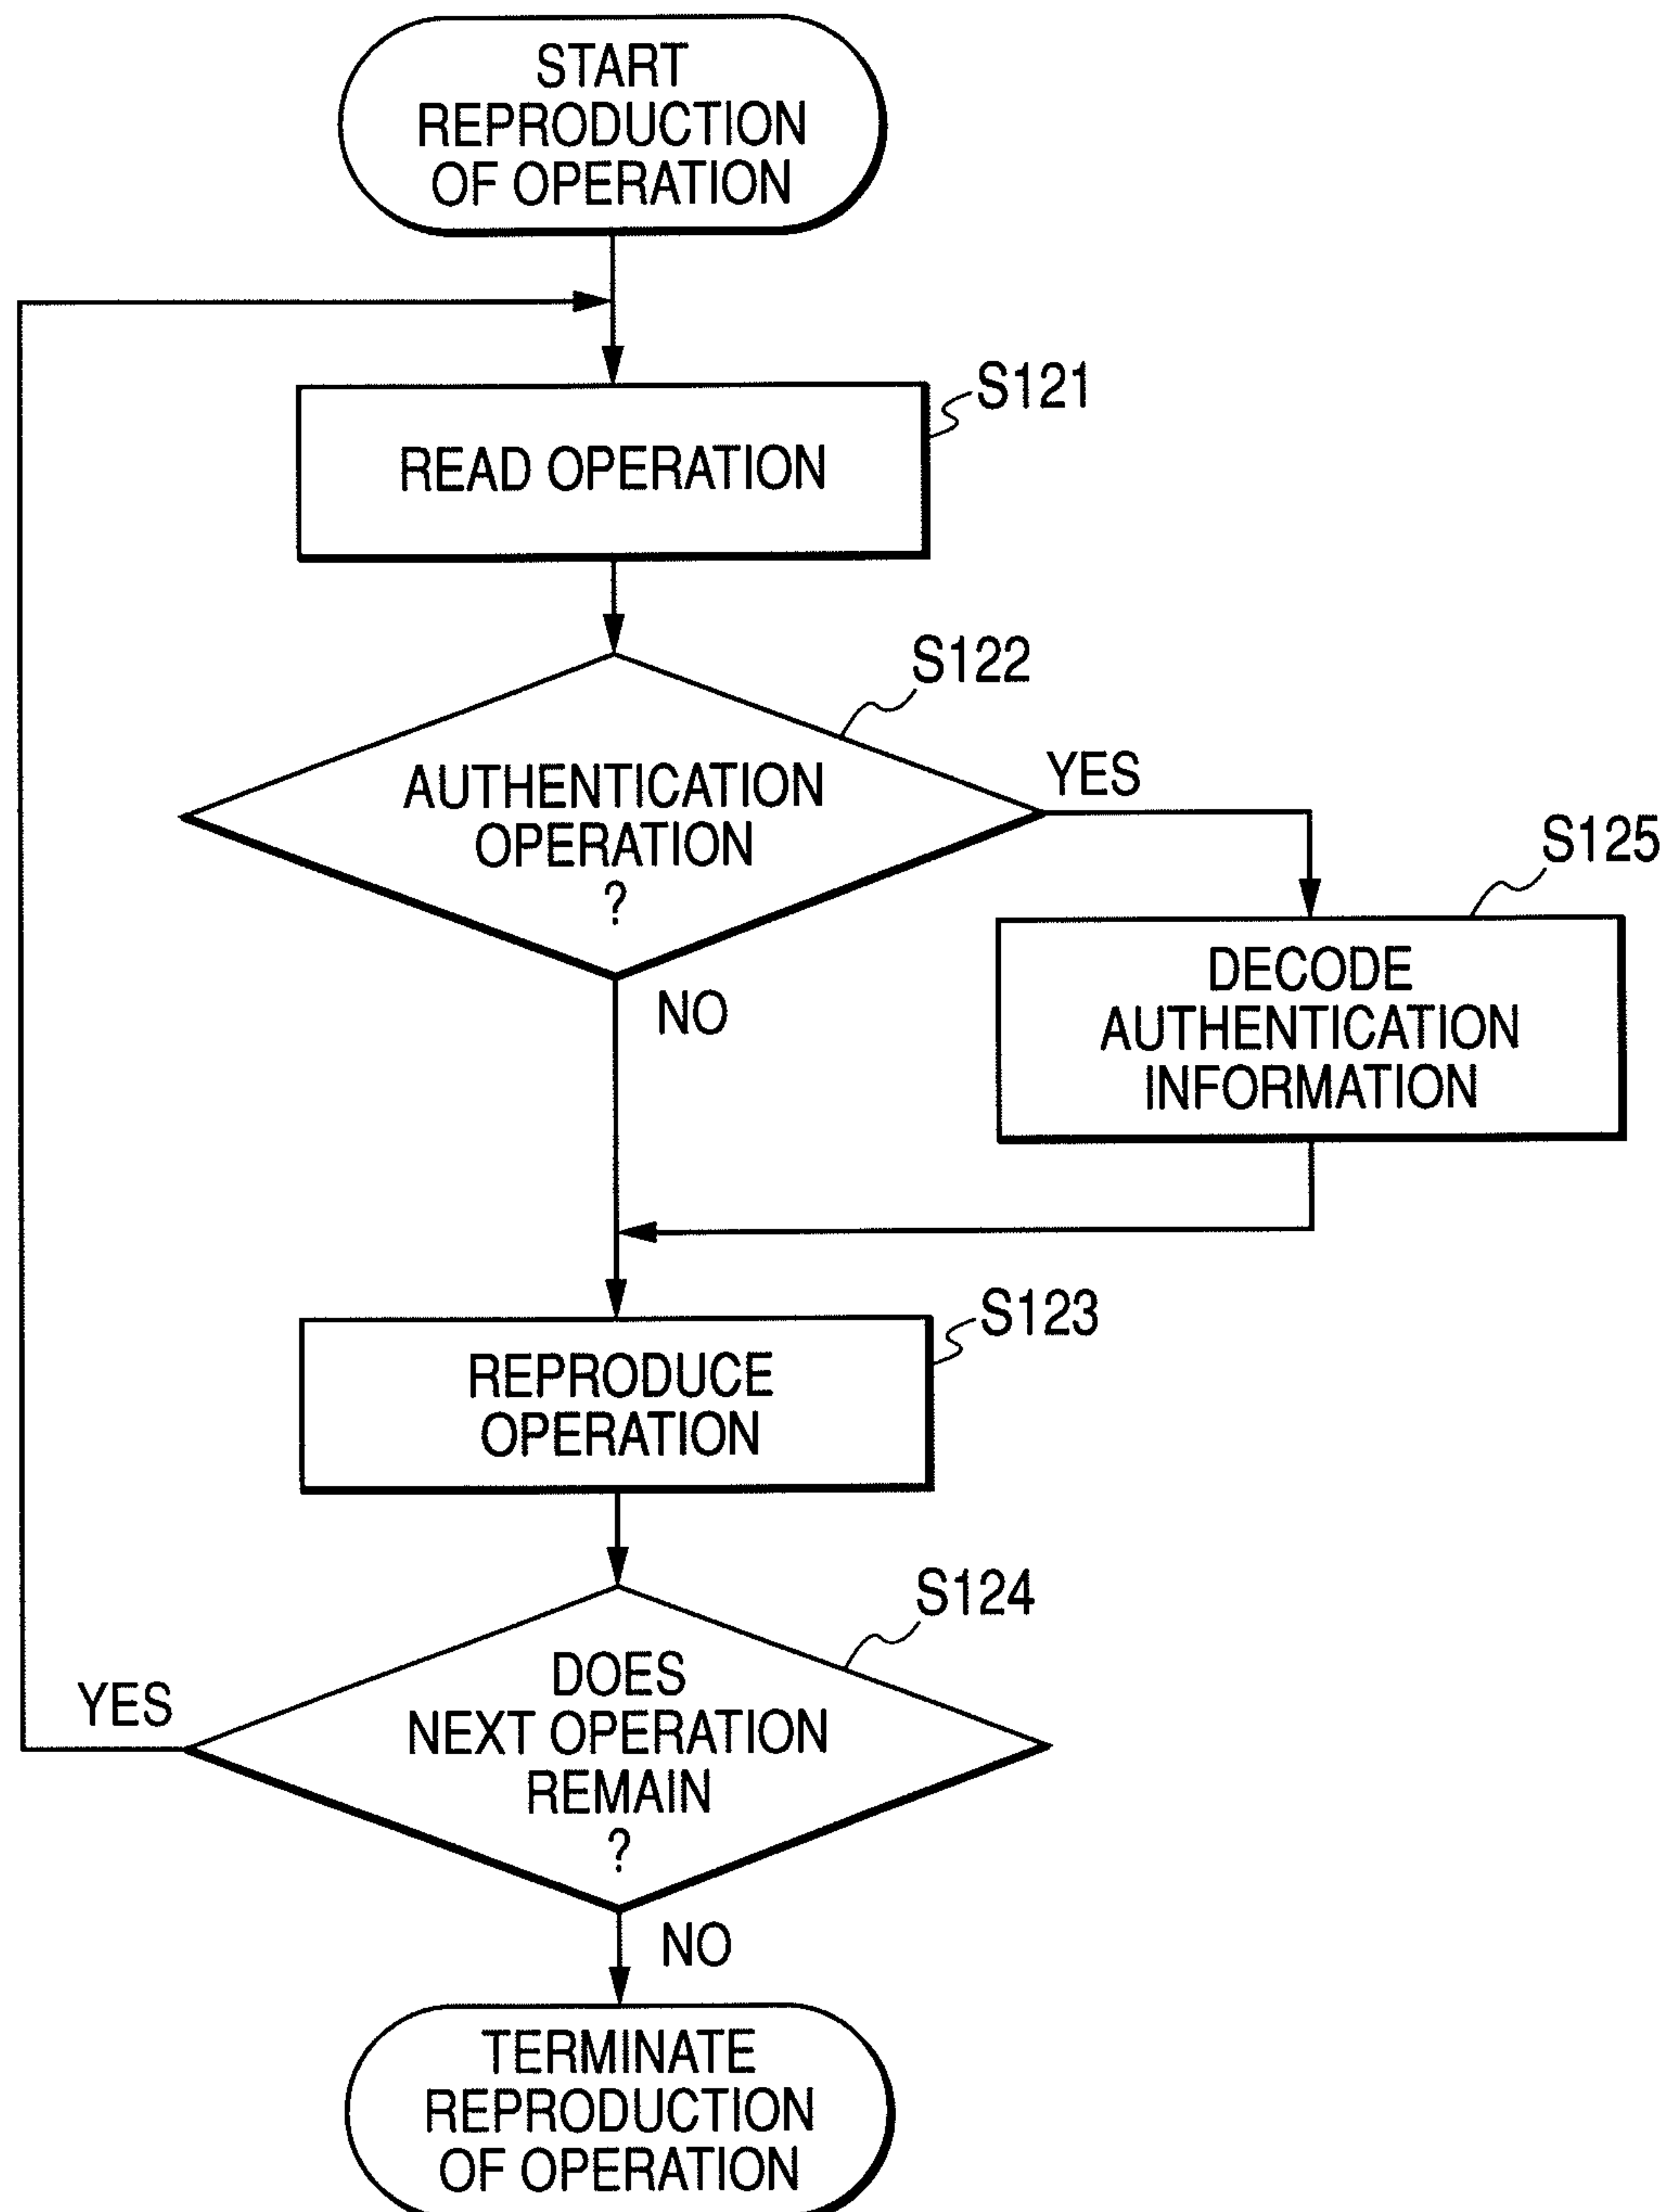 START
REPRODUCTION
OF OPERATION
S121
READ OPERATION
S122
AUTHENTICATION
OPERATION
?
YES
NO
S125
DECODE
AUTHENTICATION
INFORMATION
S123
REPRODUCE
OPERATION
S124
DOES
NEXT OPERATION
REMAIN
?
YES
NO
TERMINATE
REPRODUCTION
OF OPERATION